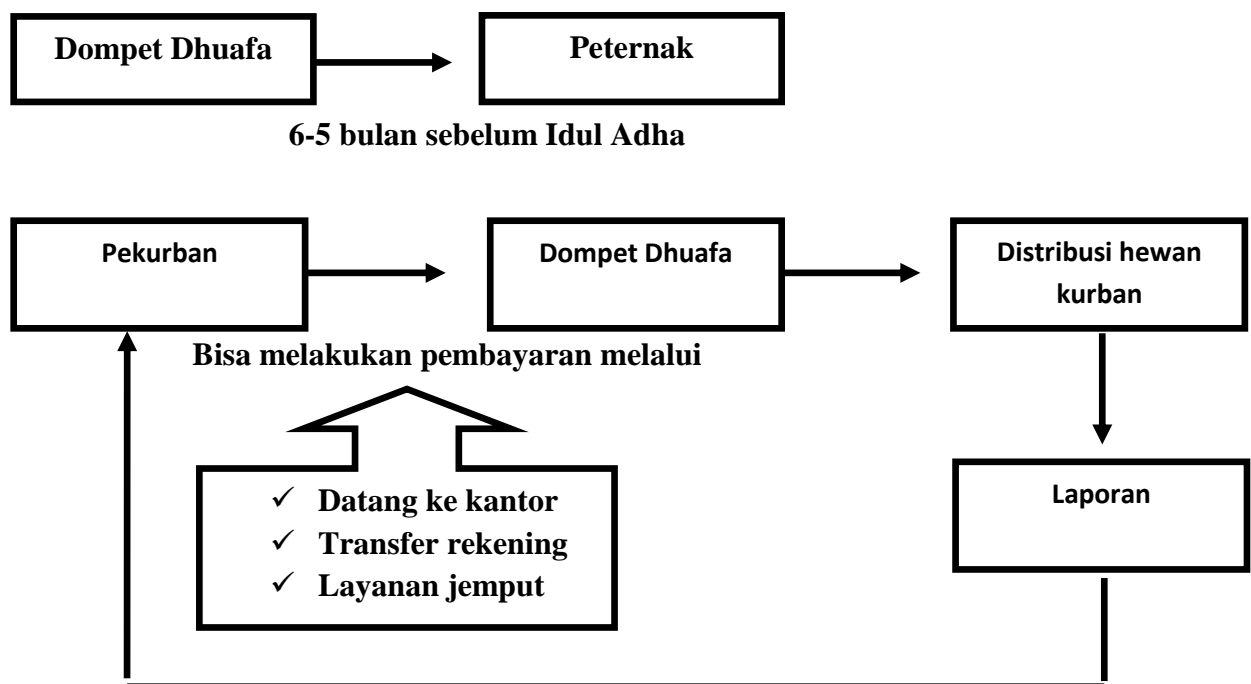 Dompet Dhuafa
Peternak
6-5 bulan sebelum Idul Adha
Pekurban
Dompet Dhuafa
Distribusi hewan
kurban
Bisa melakukan pembayaran melalui
✓ Datang ke kantor
✓ Transfer rekening
✓ Layanan jemput
Laporan